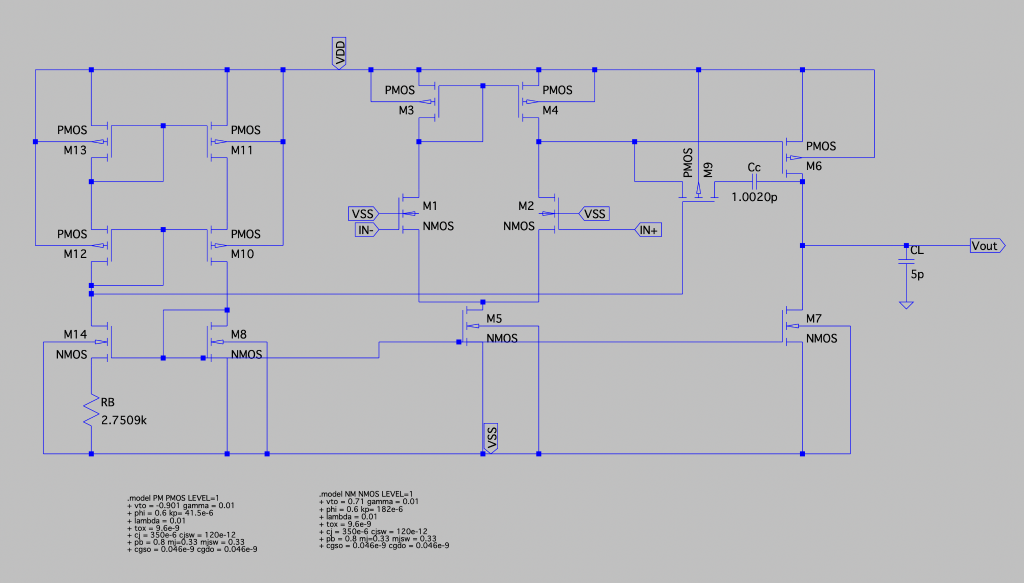 VDD
PMOS
M3
PMOS
M4
PMOS
M13
PMOS
M11
PMOS
M9
Cc
1.0020p
PMOS
M6
VSS
IN-
M1
NMOS
M2
NMOS
VSS
IN+
PMOS
M12
PMOS
M10
Vout
CL
5p
M14
NMOS
M8
NMOS
M5
NMOS
M7
NMOS
RB
2.7509k
VSS
.model PM PMOS LEVEL=1
+ vto = -0.901 gamma = 0.01
+ phi = 0.6 kp= 41.5e-6
+ lambda = 0.01
+ tox = 9.6e-9
+ cj = 350e-6 cjsw = 120e-12
+ pb = 0.8 mj=0.33 mjsw = 0.33
+ cgso = 0.046e-9 cgdo = 0.046e-9
.model NM NMOS LEVEL=1
+ vto = 0.71 gamma = 0.01
+ phi = 0.6 kp= 182e-6
+ lambda = 0.01
+ tox = 9.6e-9
+ cj = 350e-6 cjsw = 120e-12
+ pb = 0.8 mj=0.33 mjsw = 0.33
+ cgso = 0.046e-9 cgdo = 0.046e-9